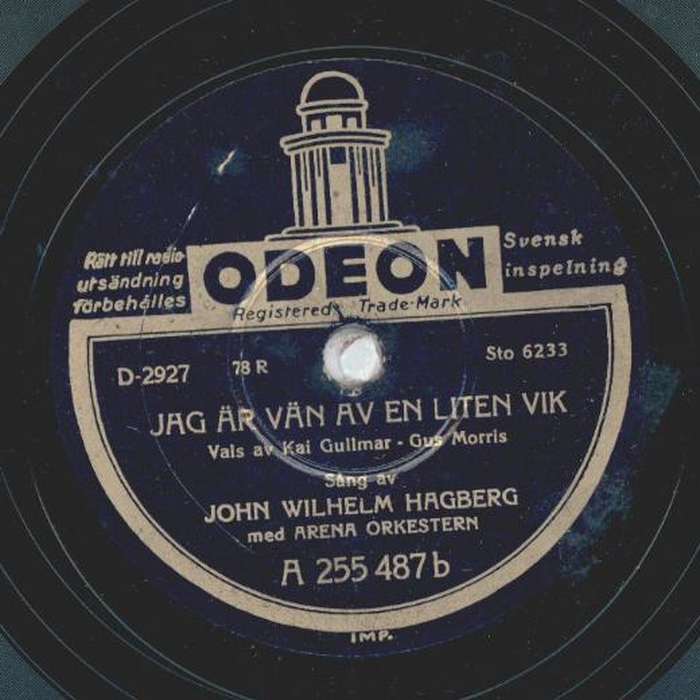 Rätt till radio
utsändning
förbehålles
ODEON
Registered Trade-Mark
Svensk
inspelning
D-2927
78 R
Sto 6233
JAG ÄR VÄN AV EN LITEN VIK
Vals av Kai Gullmar - Gus Morris
Sång av
JOHN WILHELM HAGBERG
med ARENA ORKESTERN
A 255 487 b
IMP.